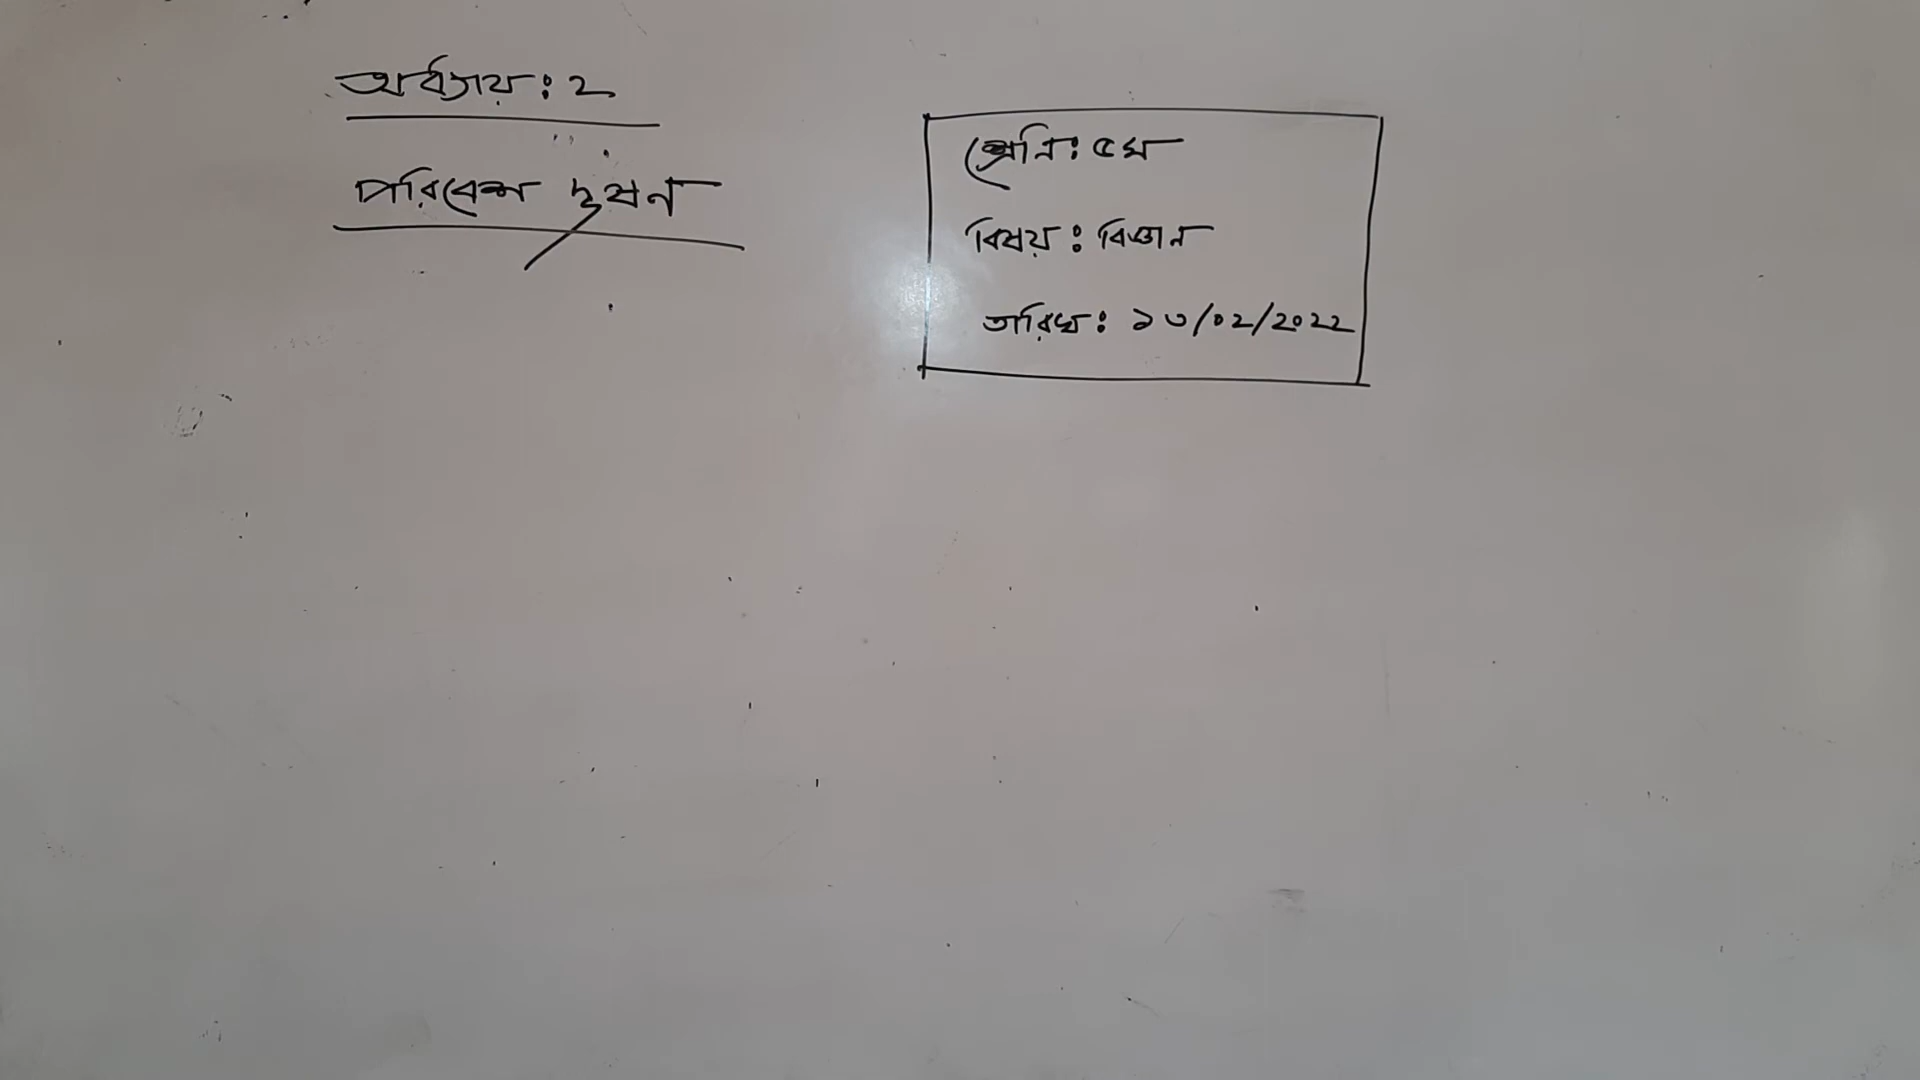 অধ্যায়: ২
পরিবেশ দূষণ
শ্রেনি: ৫ম
বিষয়: বিজ্ঞান
তারিখ: ১৩/০২/২০২২